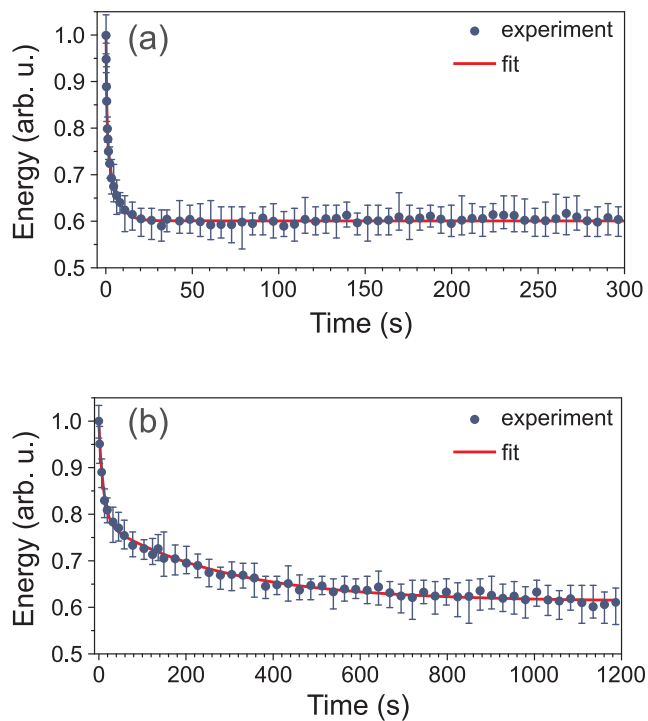 (a)
experiment
fit
1.0
0.9
0.8
0.7
0.6
0.5
Energy (arb. u.)
0 50 100 150 200 250 300
Time (s)
(b)
experiment
fit
1.0
0.9
0.8
0.7
0.6
0.5
Energy (arb. u.)
0 200 400 600 800 1000 1200
Time (s)